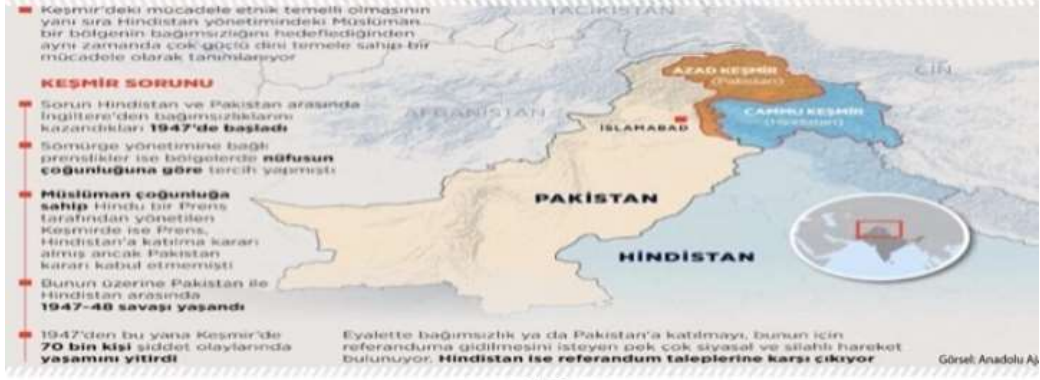 Keşmir'deki mücadele etnik temelli olmasının
yanı sıra Hindistan yönetimindeki Müslüman
bir bölgenin bağımsızlığını hedeflediğinden
aynı zamanda çok güçlü dini temele sahip bir
mücadele olarak tanımlanıyor
KEŞMİR SORUNU
Sorun Hindistan ve Pakistan arasında
İngiltere'den bağımsızlıklarını
kazandıkları 1947'de başladı
Sömürge yönetimine bağlı
prenslikler ise bölgelerde nüfusun
çoğunluğuna göre tercih yapmıştı
Müslüman çoğunluğa
sahip Hindu bir Prens
tarafından yönetilen
Keşmirde ise Prens,
Hindistan'a katılma kararı
almış ancak Pakistan
kararı kabul etmemişti
Bunun üzerine Pakistan ile
Hindistan arasında
1947-48 savaşı yaşandı
1947'den bu yana Keşmir'de
70 bin kişi şiddet olaylarında
yaşamını yitirdi
TACİKİSTAN
ÇİN
AFGANİSTAN
AZAD KEŞMİR
(Pakistan)
CAMMU KEŞMİR
(Hindistan)
İSLAMABAD
PAKİSTAN
HİNDİSTAN
Eyalette bağımsızlık ya da Pakistan'a katılmayı, bunun için
referanduma gidilmesini isteyen pek çok siyasal ve silahlı hareket
bulunuyor. Hindistan ise referandum taleplerine karşı çıkıyor
Görsel: Anadolu Aja